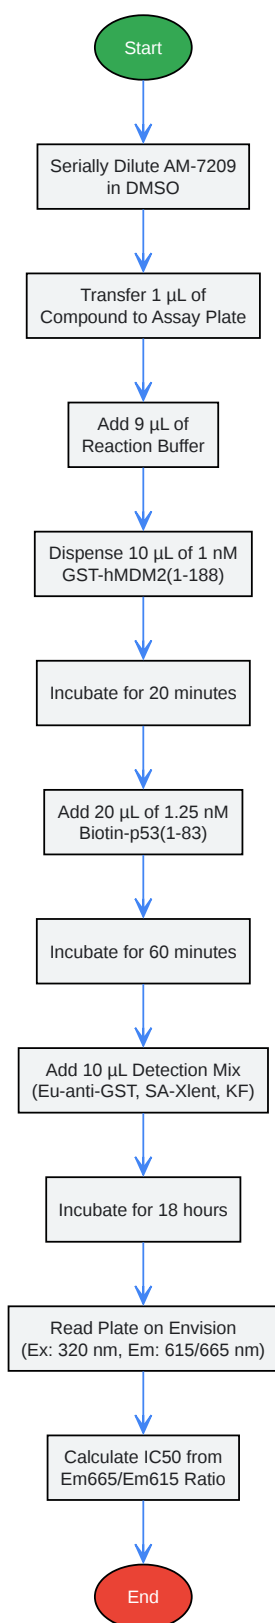 Start
Serially Dilute AM-7209
in DMSO
Transfer 1 µL of
Compound to Assay Plate
Add 9 µL of
Reaction Buffer
Dispense 10 µL of 1 nM
GST-hMDM2(1-188)
Incubate for 20 minutes
Add 20 µL of 1.25 nM
Biotin-p53(1-83)
Incubate for 60 minutes
Add 10 µL Detection Mix
(Eu-anti-GST, SA-Xlent, KF)
Incubate for 18 hours
Read Plate on Envision
(Ex: 320 nm, Em: 615/665 nm)
Calculate IC50 from
Em665/Em615 Ratio
End